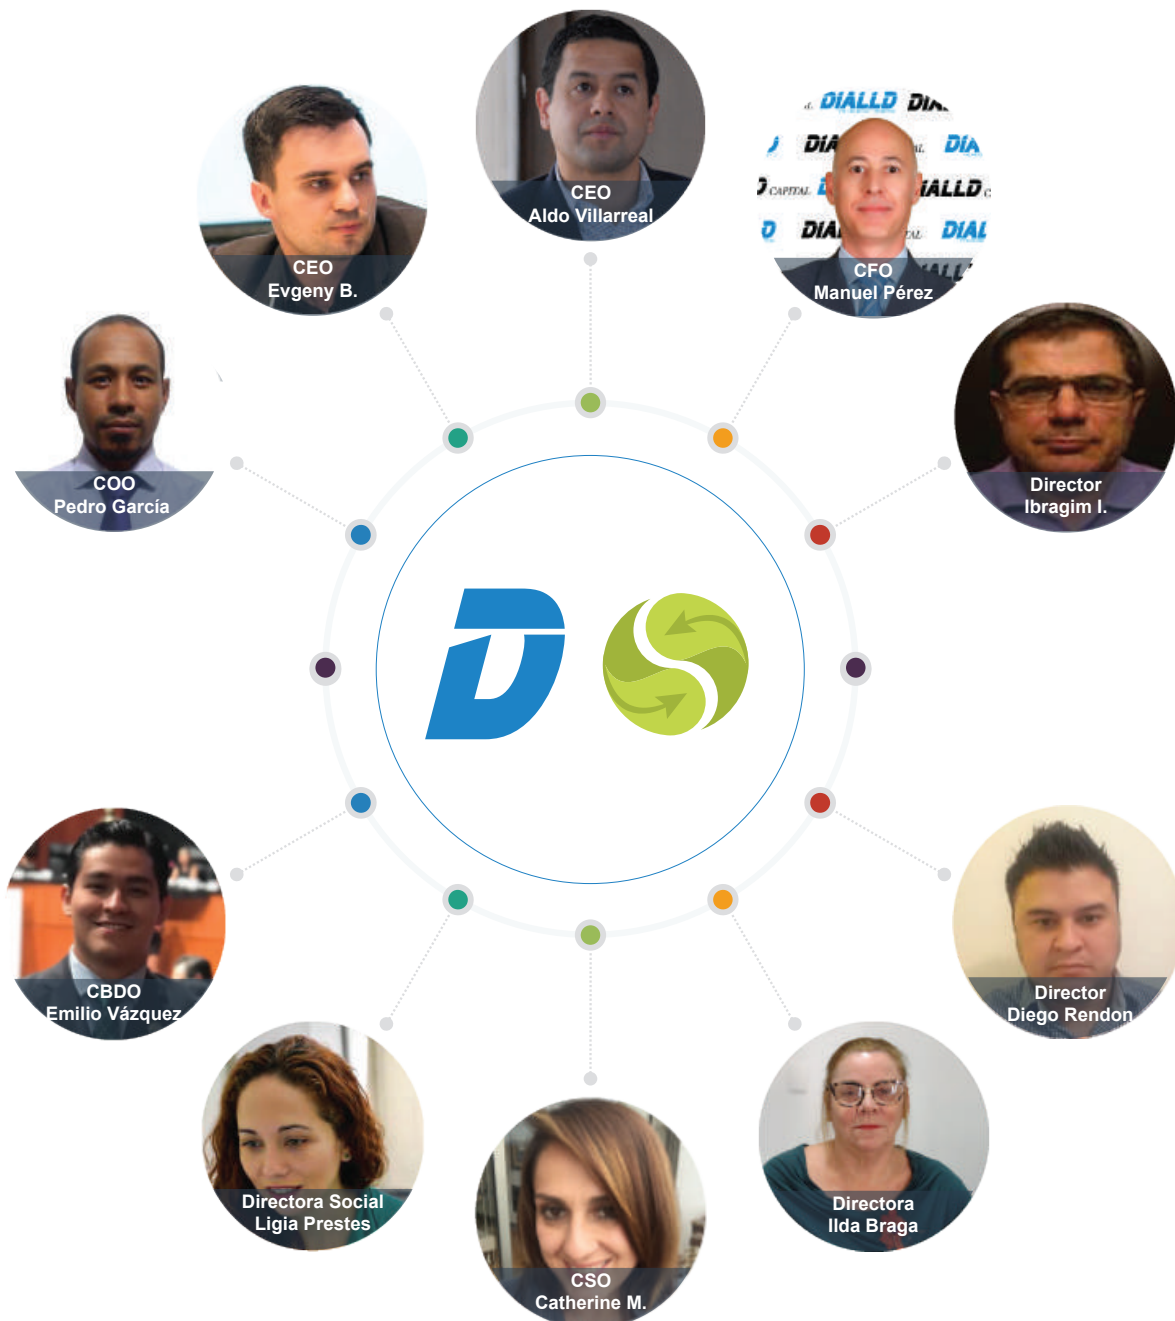 CEO
Aldo Villarreal
CEO
Evgeny B.
DIALLD
CFO
Manuel Pérez
COO
Pedro García
Director
Ibragim I.
CBDO
Emilio Vázquez
Director
Diego Rendon
Directora Social
Ligia Prestes
Directora
Ilda Braga
CSO
Catherine M.